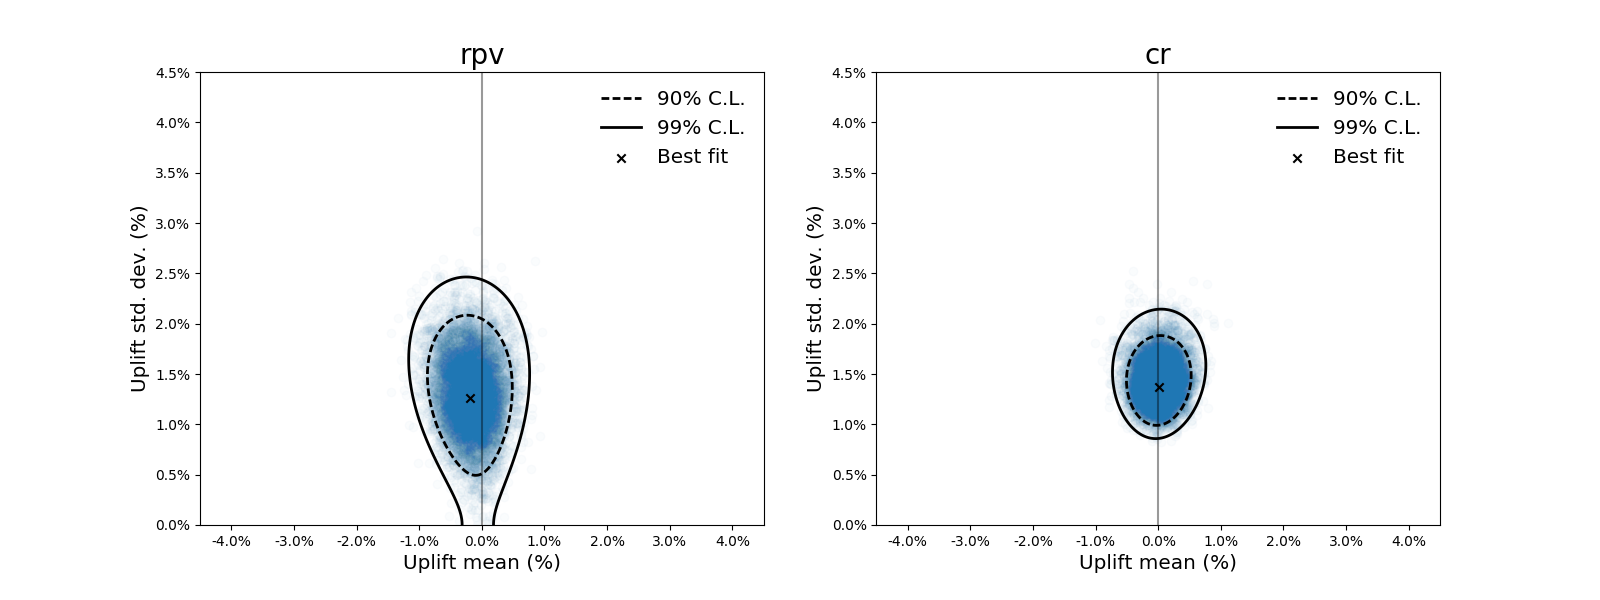 rpv
4.5%
4.0%
3.5%
3.0%
2.5%
2.0%
1.5%
1.0%
0.5%
0.0%
Uplift std. dev. (%)
90% C.L.
99% C.L.
Best fit
-4.0% -3.0% -2.0% -1.0% 0.0% 1.0% 2.0% 3.0% 4.0%
Uplift mean (%)
cr
4.5%
4.0%
3.5%
3.0%
2.5%
2.0%
1.5%
1.0%
0.5%
0.0%
Uplift std. dev. (%)
90% C.L.
99% C.L.
Best fit
-4.0% -3.0% -2.0% -1.0% 0.0% 1.0% 2.0% 3.0% 4.0%
Uplift mean (%)